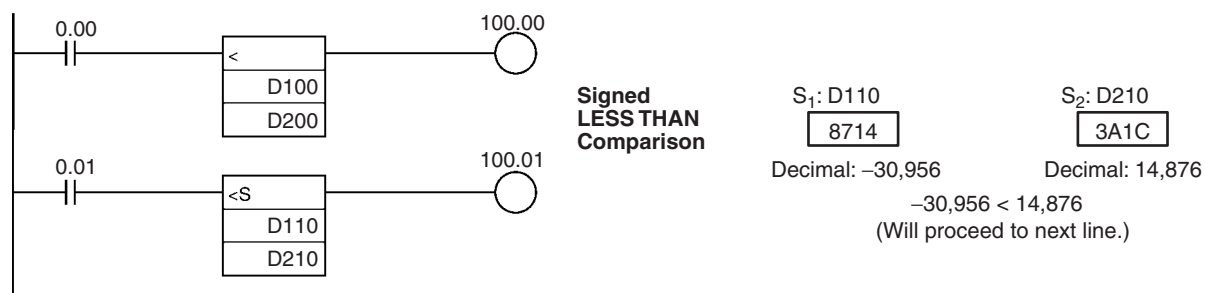 0.00
100.00
<
D100
D200
0.01
100.01
<S
D110
D210
Signed
LESS THAN
Comparison
S₁: D110
S₂: D210
8714
3A1C
Decimal: −30,956
Decimal: 14,876
−30,956 < 14,876
(Will proceed to next line.)